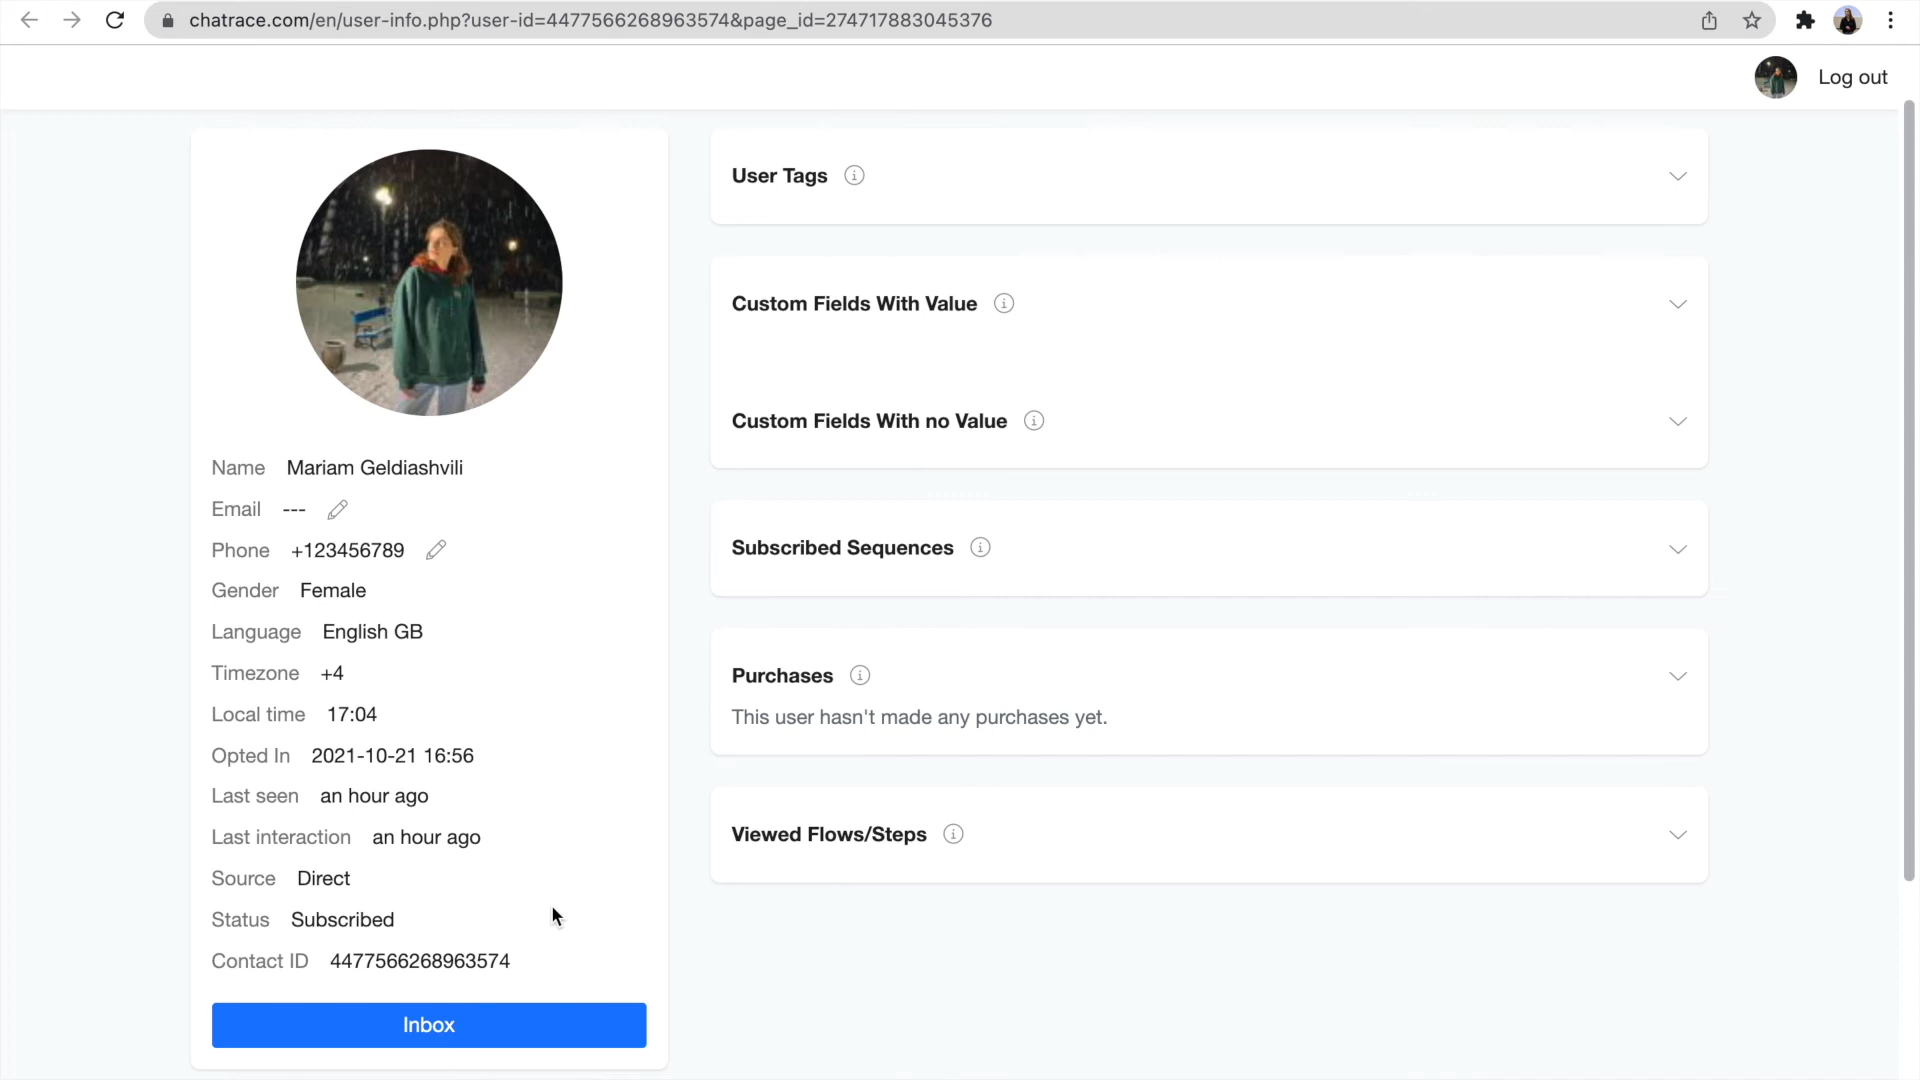 chatrace.com/en/user-info.php?user-id=4477566268963574&page_id=274717883045376
Log out
Name Mariam Geldiashvili
Email ---
Phone +123456789
Gender Female
Language English GB
Timezone +4
Local time 17:04
Opted In 2021-10-21 16:56
Last seen an hour ago
Last interaction an hour ago
Source Direct
Status Subscribed
Contact ID 4477566268963574
Inbox
User Tags
Custom Fields With Value
Custom Fields With no Value
Subscribed Sequences
Purchases
This user hasn't made any purchases yet.
Viewed Flows/Steps